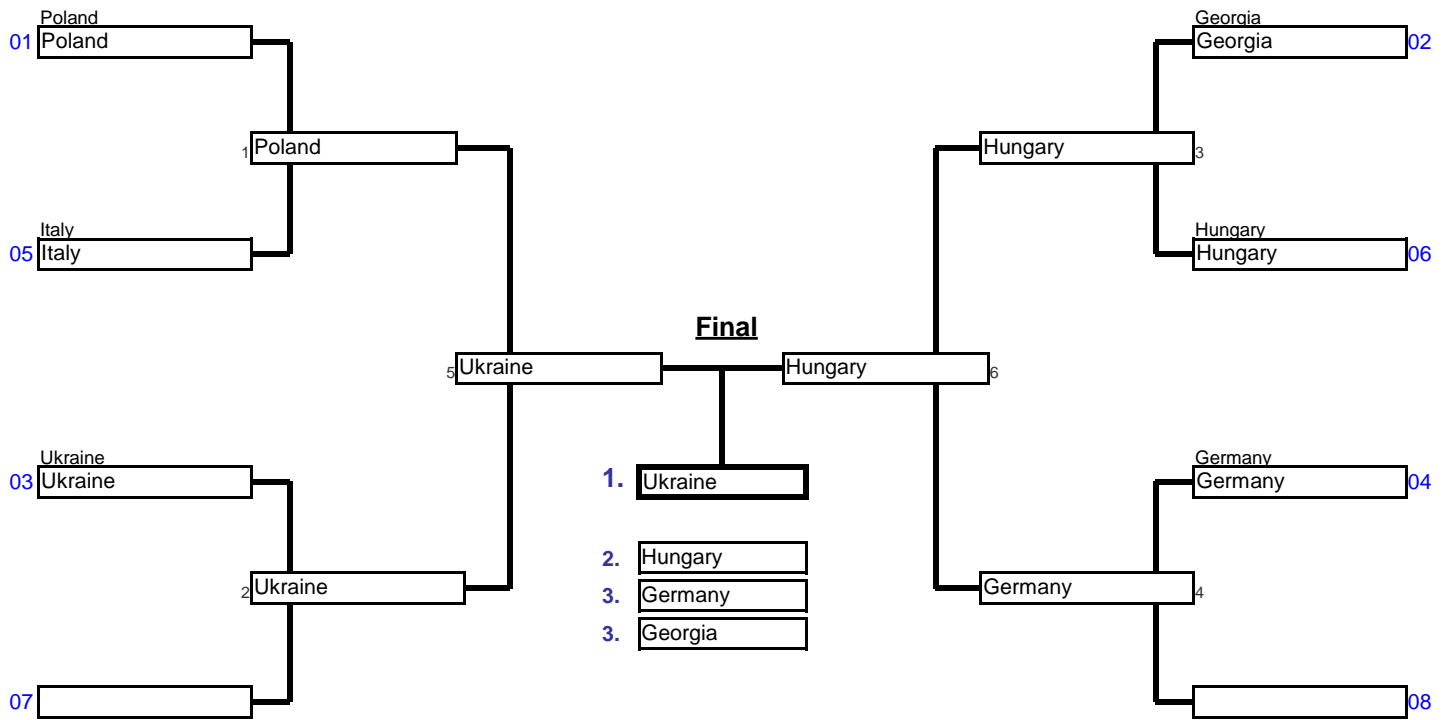 Poland
Georgia
01 Poland
Georgia 02
1 Poland
Hungary 3
Italy
Hungary
05 Italy
Hungary 06
Final
5 Ukraine
Hungary 6
Ukraine
Germany
03 Ukraine
1. Ukraine
Germany 04
2. Hungary
2 Ukraine
3. Germany
Germany 4
3. Georgia
07
08